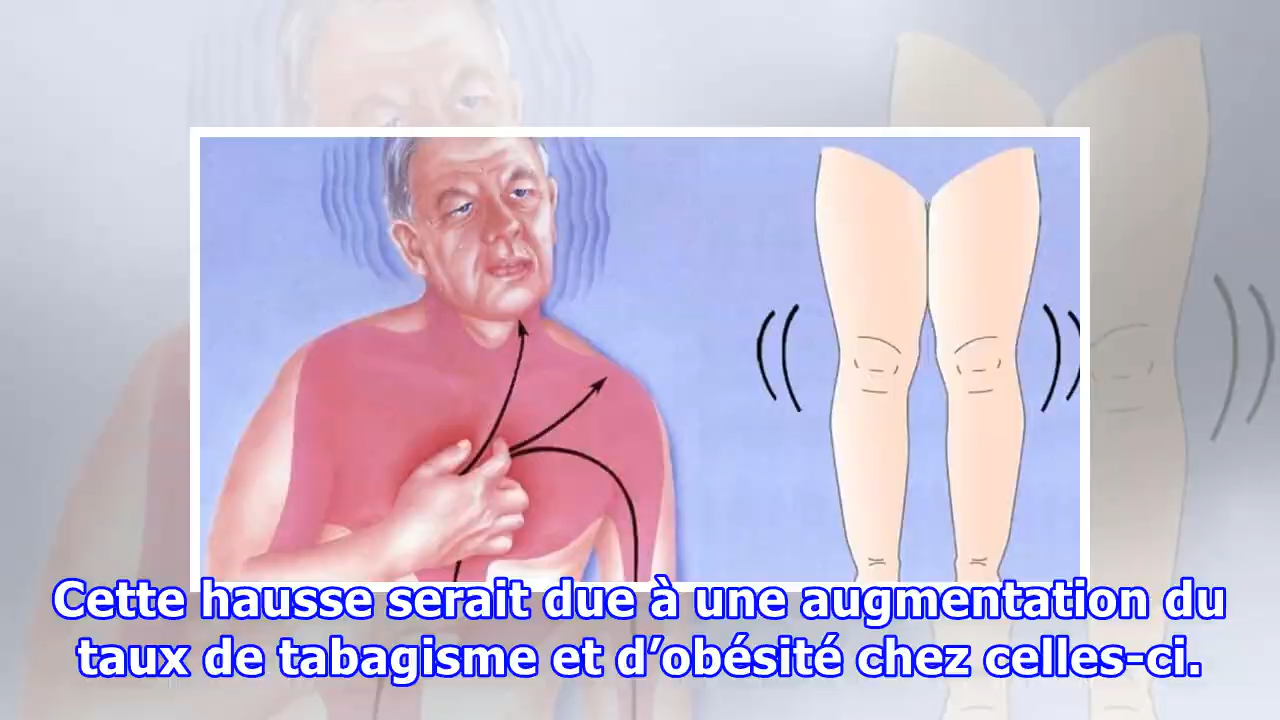 Cette hausse serait due à une augmentation du
taux de tabagisme et d’obésité chez celles-ci.